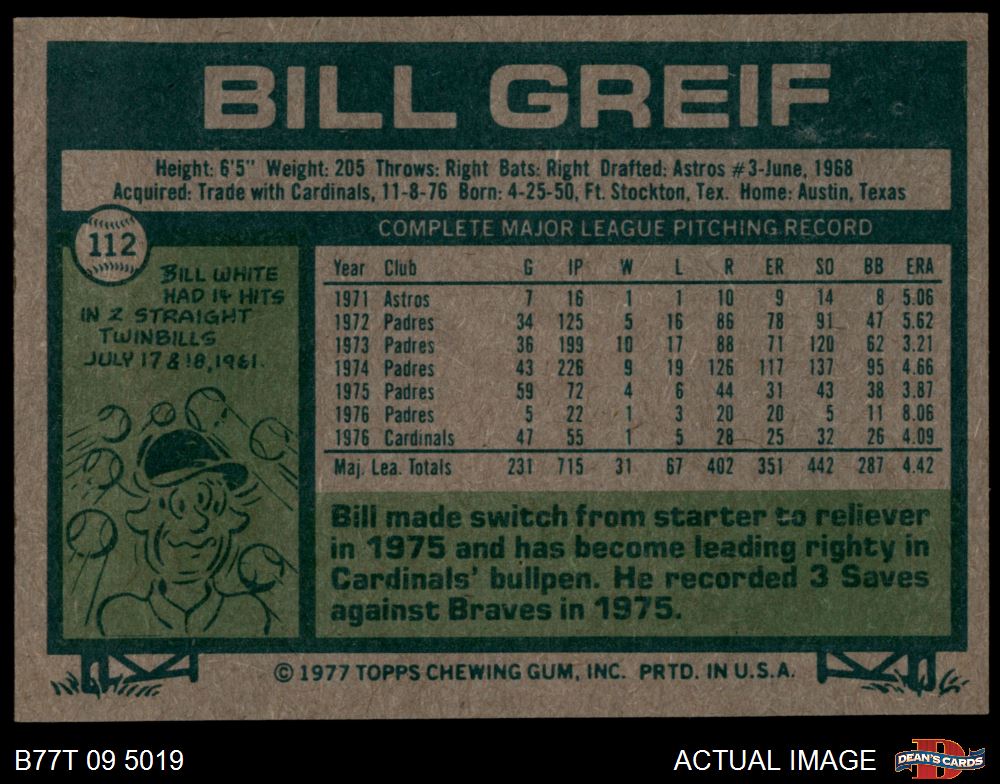 BILL GREIF
Height: 6'5" Weight: 205 Throws: Right Bats: Right Drafted: Astros #3-June, 1968
Acquired: Trade with Cardinals, 11-8-76 Born: 4-25-50, Ft. Stockton, Tex. Home: Austin, Texas
112
BILL WHITE
HAD 14 HITS
IN 2 STRAIGHT
TWINBILLS
JULY 17 & 18, 1961.
COMPLETE MAJOR LEAGUE PITCHING RECORD
Year Club G IP W L R ER SO BB ERA
1971 Astros 7 16 1 1 10 9 14 8 5.06
1972 Padres 34 125 5 16 86 78 91 47 5.62
1973 Padres 36 199 10 17 88 71 120 62 3.21
1974 Padres 43 226 9 19 126 117 137 95 4.66
1975 Padres 59 72 4 6 44 31 43 38 3.87
1976 Padres 5 22 1 3 20 20 5 11 8.06
1976 Cardinals 47 55 1 5 28 25 32 26 4.09
Maj. Lea. Totals 231 715 31 67 402 351 442 287 4.42
Bill made switch from starter to reliever
in 1975 and has become leading righty in
Cardinals' bullpen. He recorded 3 Saves
against Braves in 1975.
© 1977 TOPPS CHEWING GUM, INC. PRTD. IN U.S.A.
B77T 09 5019
ACTUAL IMAGE
D
DEAN'S CARDS